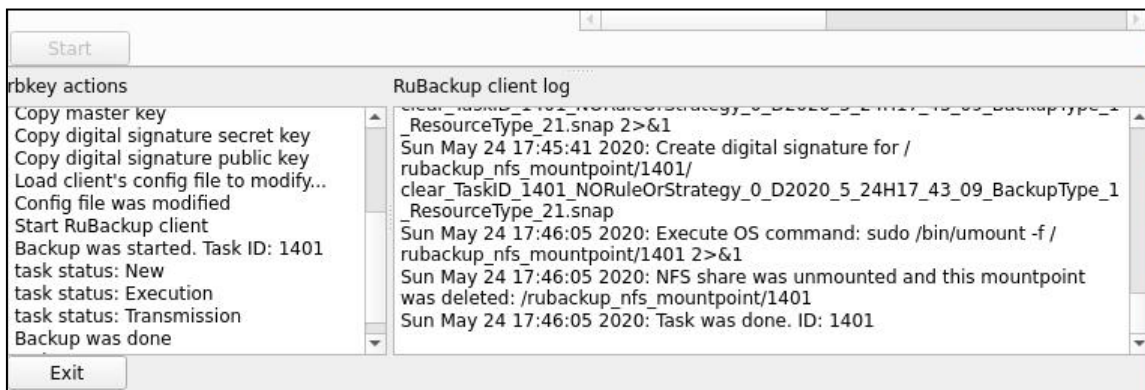 Start
rbkey actions
Copy master key
Copy digital signature secret key
Copy digital signature public key
Load client's config file to modify...
Config file was modified
Start RuBackup client
Backup was started. Task ID: 1401
task status: New
task status: Execution
task status: Transmission
Backup was done
Exit
RuBackup client log
clear_TaskID_1401_NORuleOrStrategy_0_D2020_5_24H17_43_09_BackupType_1
_ResourceType_21.snap 2>&1
Sun May 24 17:45:41 2020: Create digital signature for /
rubackup_nfs_mountpoint/1401/
clear_TaskID_1401_NORuleOrStrategy_0_D2020_5_24H17_43_09_BackupType_1
_ResourceType_21.snap
Sun May 24 17:46:05 2020: Execute OS command: sudo /bin/umount -f /
rubackup_nfs_mountpoint/1401 2>&1
Sun May 24 17:46:05 2020: NFS share was unmounted and this mountpoint
was deleted: /rubackup_nfs_mountpoint/1401
Sun May 24 17:46:05 2020: Task was done. ID: 1401